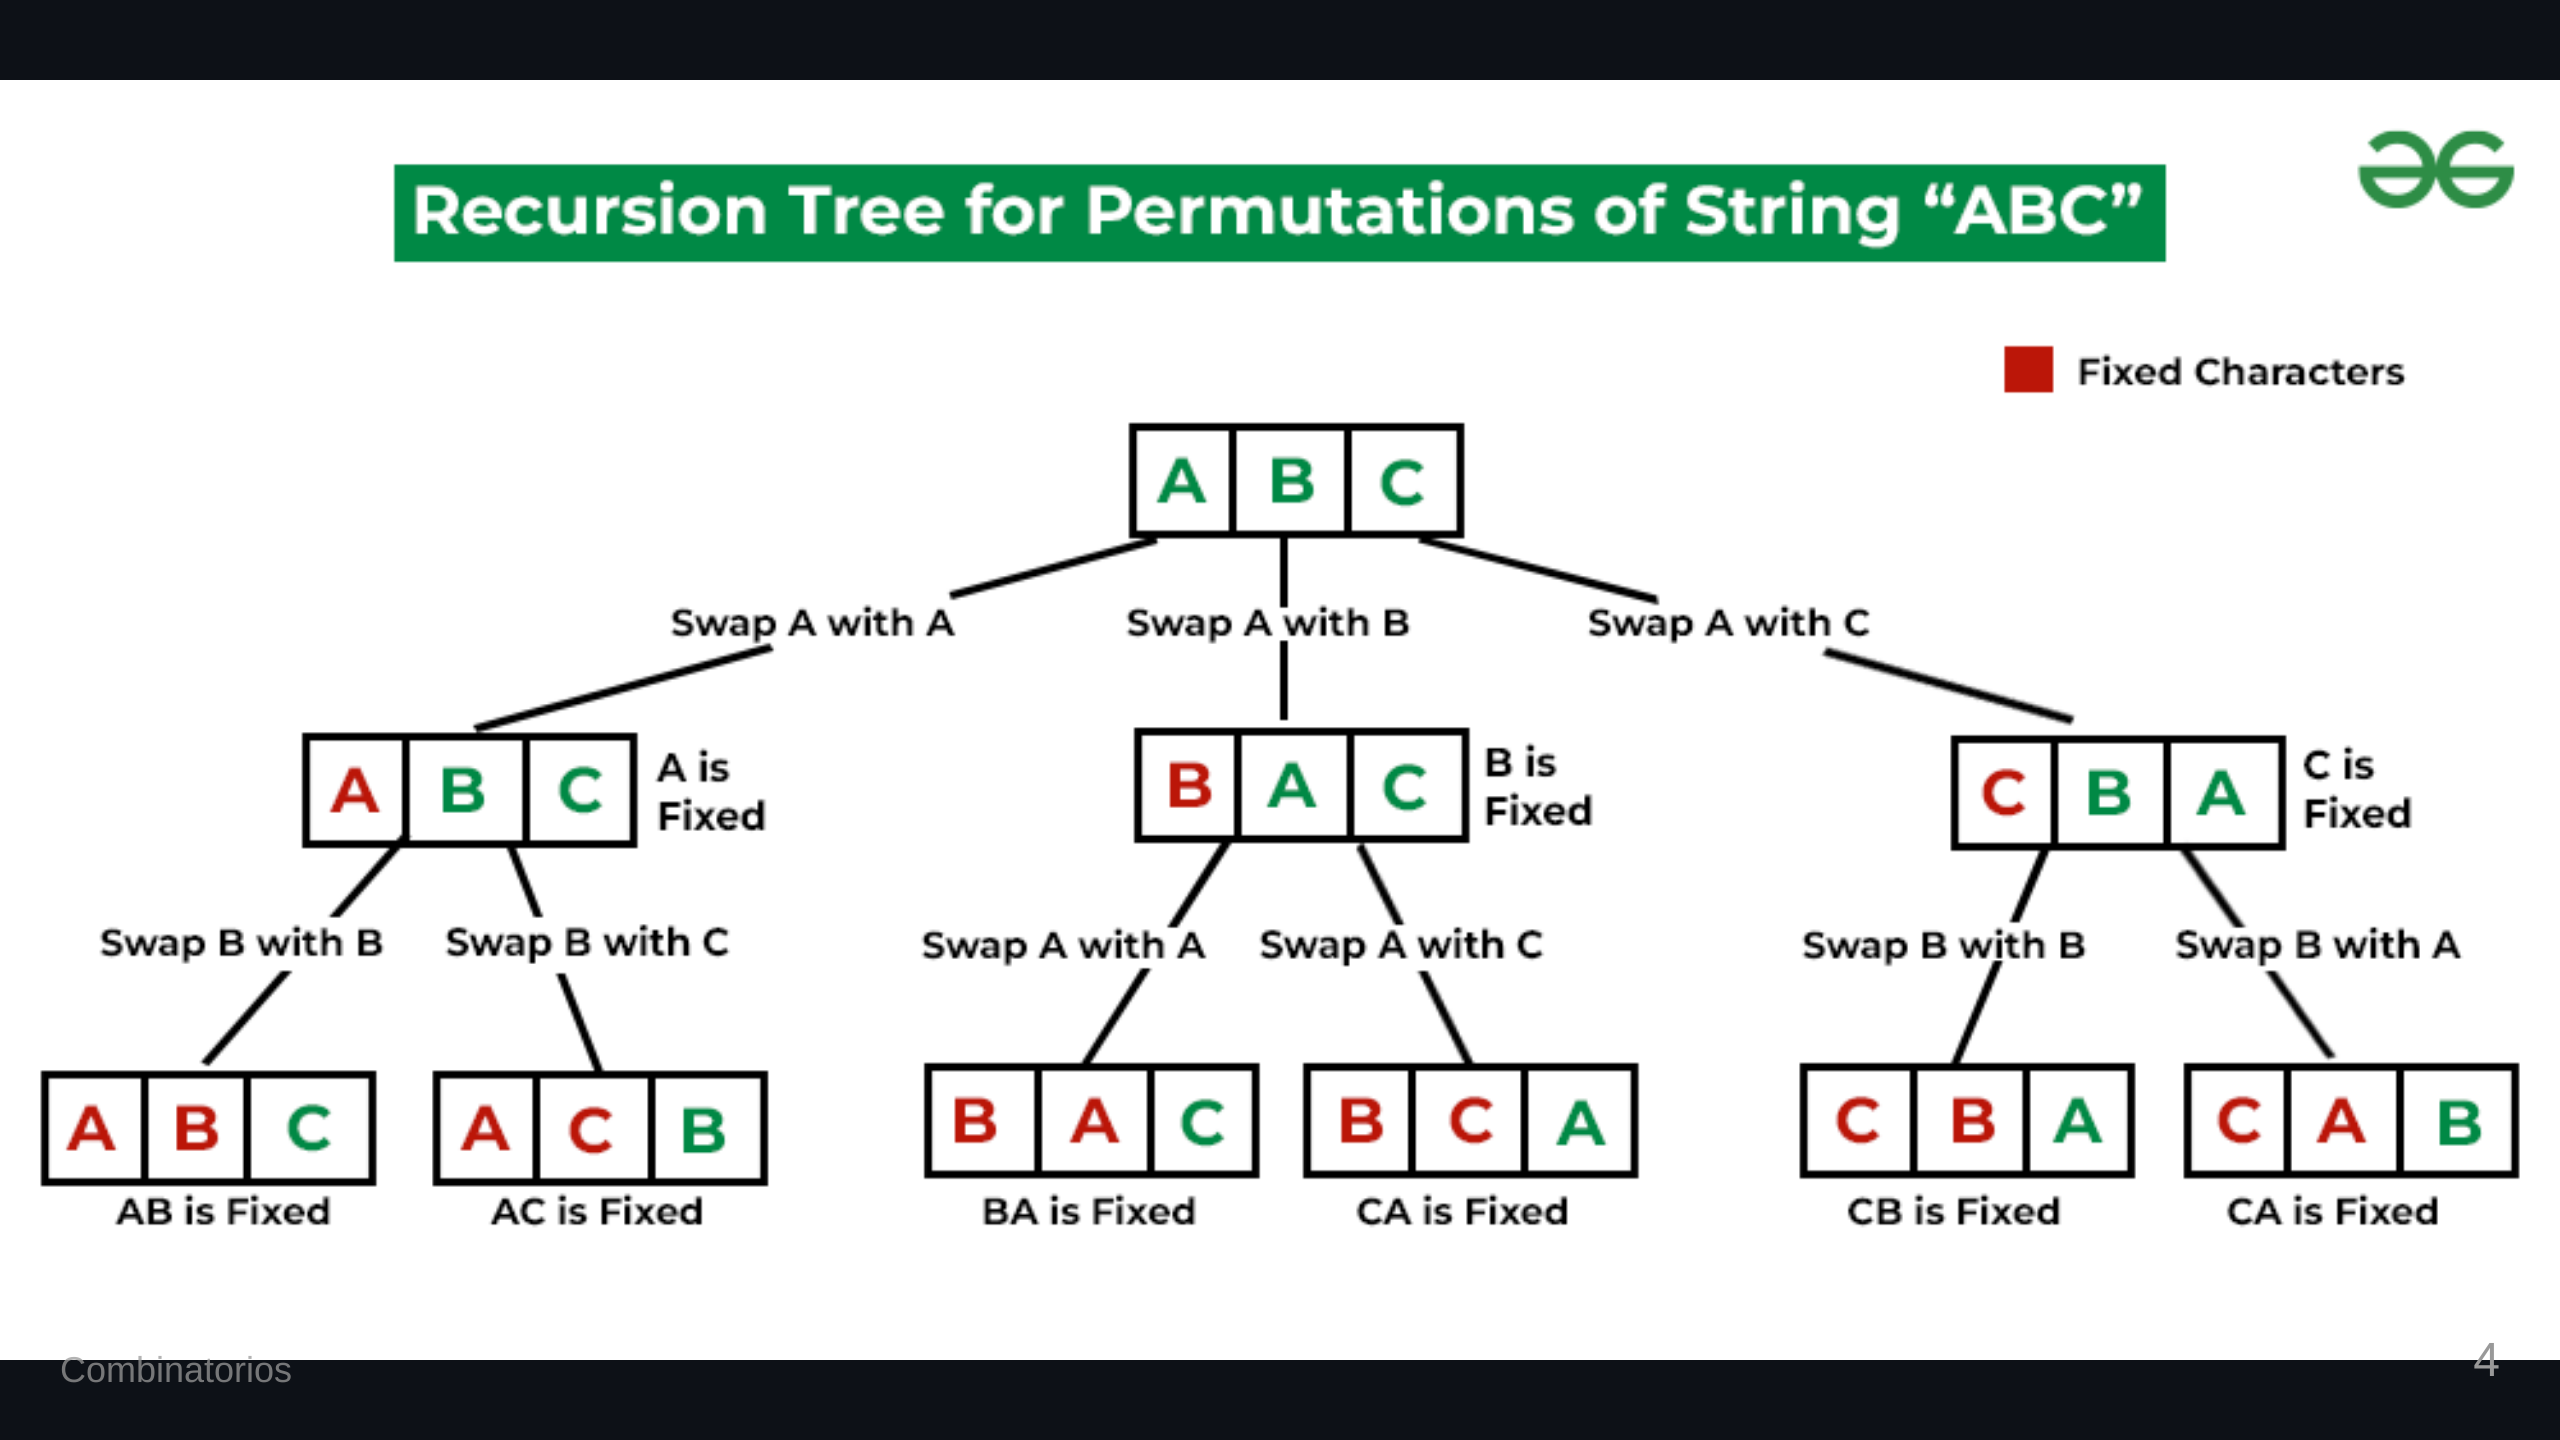 Recursion Tree for Permutations of String “ABC”
Fixed Characters
A B C
Swap A with A
Swap A with B
Swap A with C
A B C
A is
Fixed
B A C
B is
Fixed
C B A
C is
Fixed
Swap B with B
Swap B with C
Swap A with A
Swap A with C
Swap B with B
Swap B with A
A B C
A C B
B A C
B C A
C B A
C A B
AB is Fixed
AC is Fixed
BA is Fixed
CA is Fixed
CB is Fixed
CA is Fixed
Combinatorios
4